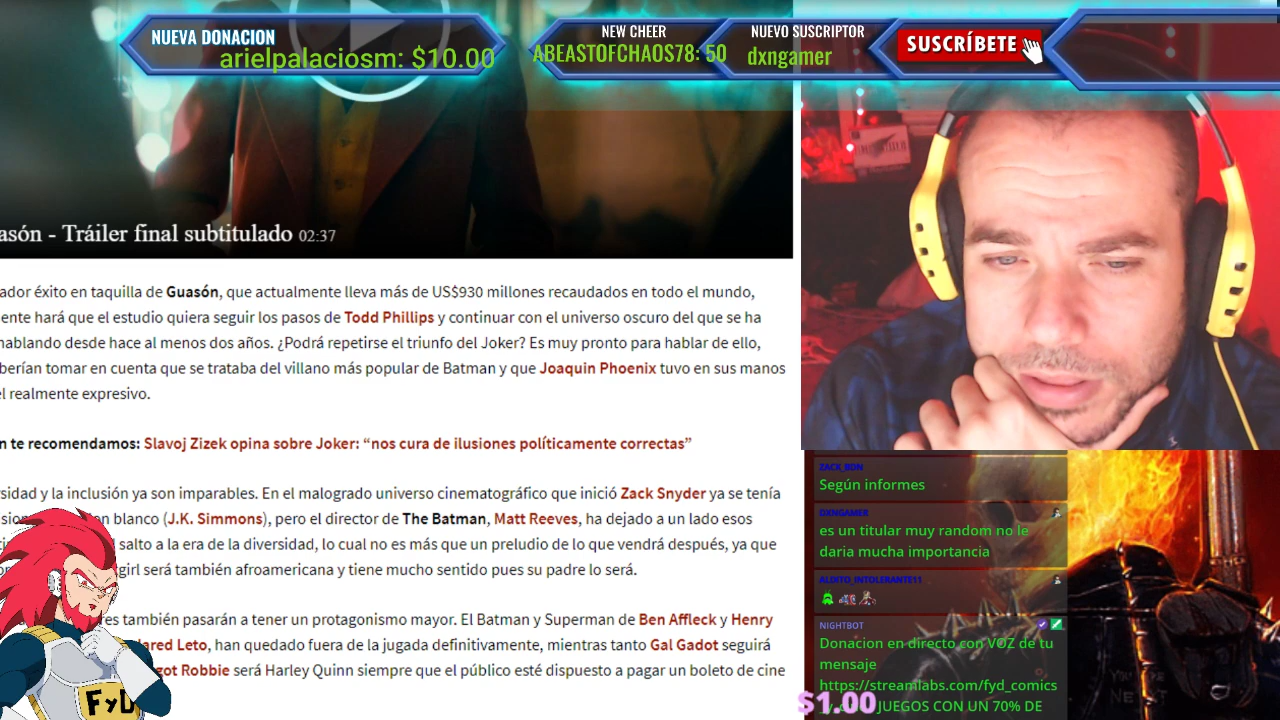 NUEVA DONACION
arielpalaciosm: $10.00
NEW CHEER
ABEASTOFCHAOS78: 50
NUEVO SUSCRIPTOR
dxngamer
SUSCRÍBETE
asón - Tráiler final subtitulado 02:37
ador éxito en taquilla de Guasón, que actualmente lleva más de US$930 millones recaudados en todo el mundo,
ente hará que el estudio quiera seguir los pasos de Todd Phillips y continuar con el universo oscuro del que se ha
hablando desde hace al menos dos años. ¿Podrá repetirse el triunfo del Joker? Es muy pronto para hablar de ello,
berían tomar en cuenta que se trataba del villano más popular de Batman y que Joaquin Phoenix tuvo en sus manos
el realmente expresivo.
n te recomendamos: Slavoj Zizek opina sobre Joker: “nos cura de ilusiones políticamente correctas”
rsidad y la inclusión ya son imparables. En el malogrado universo cinematográfico que inició Zack Snyder ya se tenía
sion n blanco (J.K. Simmons), pero el director de The Batman, Matt Reeves, ha dejado a un lado esos
salto a la era de la diversidad, lo cual no es más que un preludio de lo que vendrá después, ya que
girl será también afroamericana y tiene mucho sentido pues su padre lo será.
res también pasarán a tener un protagonismo mayor. El Batman y Superman de Ben Affleck y Henry
ared Leto, han quedado fuera de la jugada definitivamente, mientras tanto Gal Gadot seguirá
got Robbie será Harley Quinn siempre que el público esté dispuesto a pagar un boleto de cine
FyD
ZACK_BDN
Según informes
DXNGAMER
es un titular muy random no le
daria mucha importancia
ALDITO_INTOLERANTE11
NIGHTBOT
Donacion en directo con VOZ de tu
mensaje
https://streamlabs.com/fyd_comics
JUEGOS CON UN 70% DE
$1.00